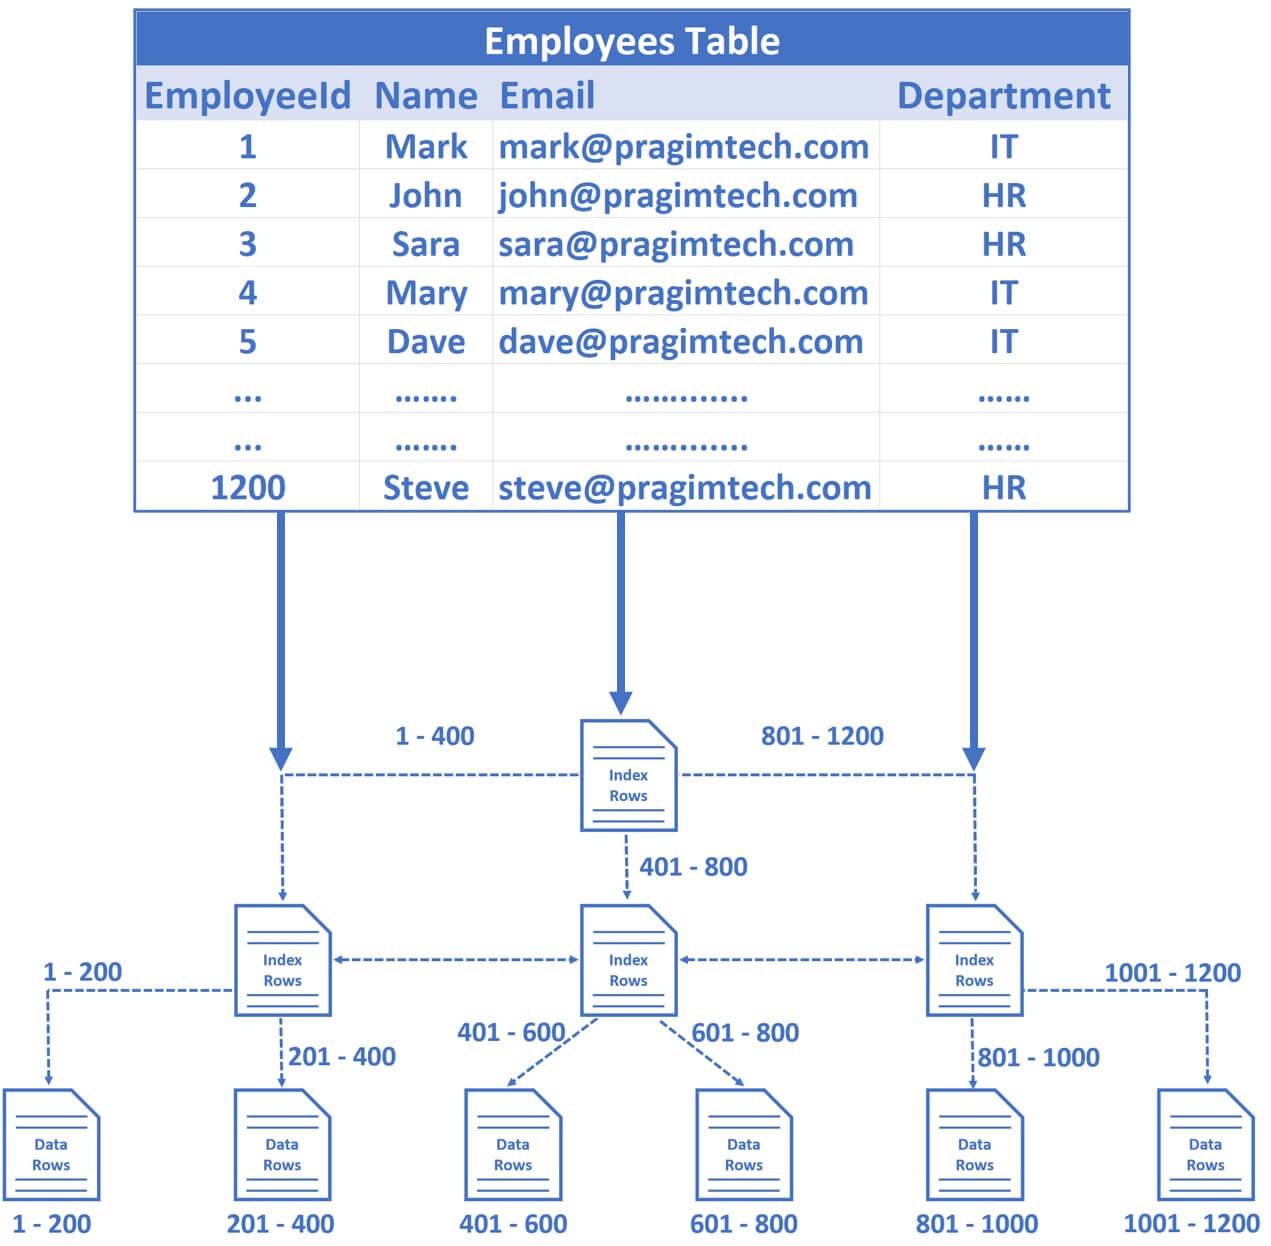 Employees Table
EmployeeId Name Email Department
1 Mark mark@pragimtech.com IT
2 John john@pragimtech.com HR
3 Sara sara@pragimtech.com HR
4 Mary mary@pragimtech.com IT
5 Dave dave@pragimtech.com IT
... ....... ............ ......
... ....... ............ ......
1200 Steve steve@pragimtech.com HR
1 - 400
801 - 1200
Index
Rows
401 - 800
Index
Rows
Index
Rows
Index
Rows
1 - 200
1001 - 1200
401 - 600
601 - 800
201 - 400
801 - 1000
Data
Rows
Data
Rows
Data
Rows
Data
Rows
Data
Rows
Data
Rows
1 - 200
201 - 400
401 - 600
601 - 800
801 - 1000
1001 - 1200